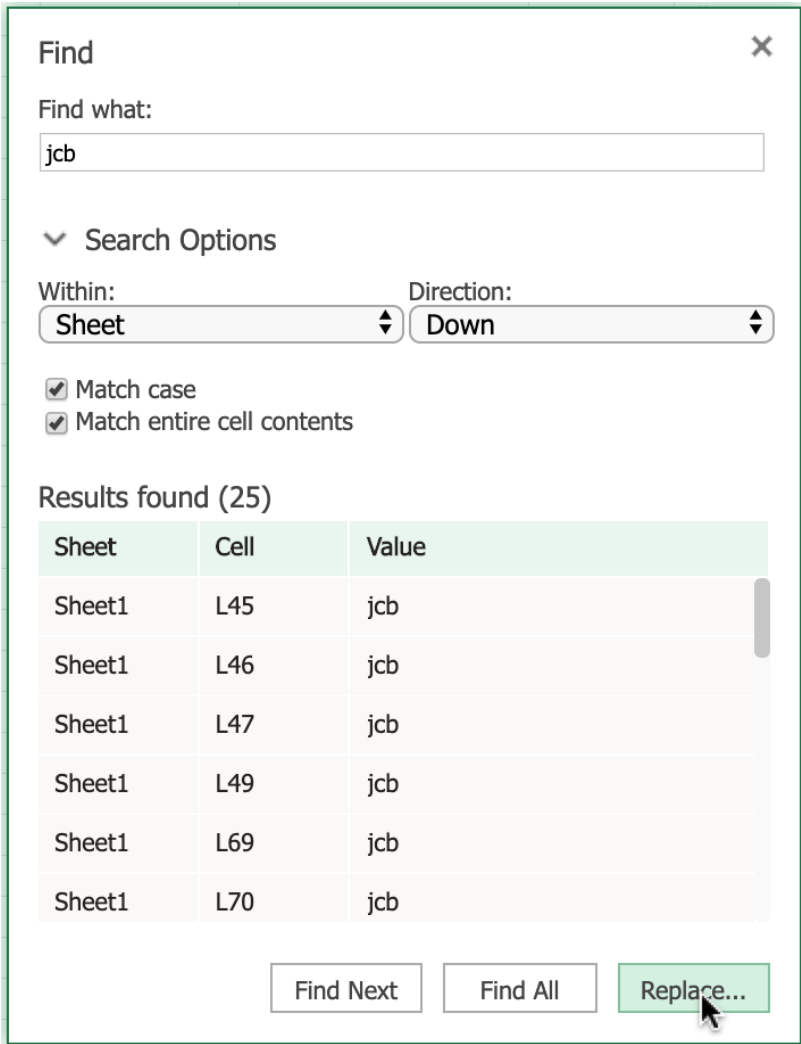 Find
Find what:
jcb
Search Options
Within: Direction:
Sheet Down
Match case
Match entire cell contents
Results found (25)
Sheet Cell Value
Sheet1 L45 jcb
Sheet1 L46 jcb
Sheet1 L47 jcb
Sheet1 L49 jcb
Sheet1 L69 jcb
Sheet1 L70 jcb
Find Next Find All Replace...